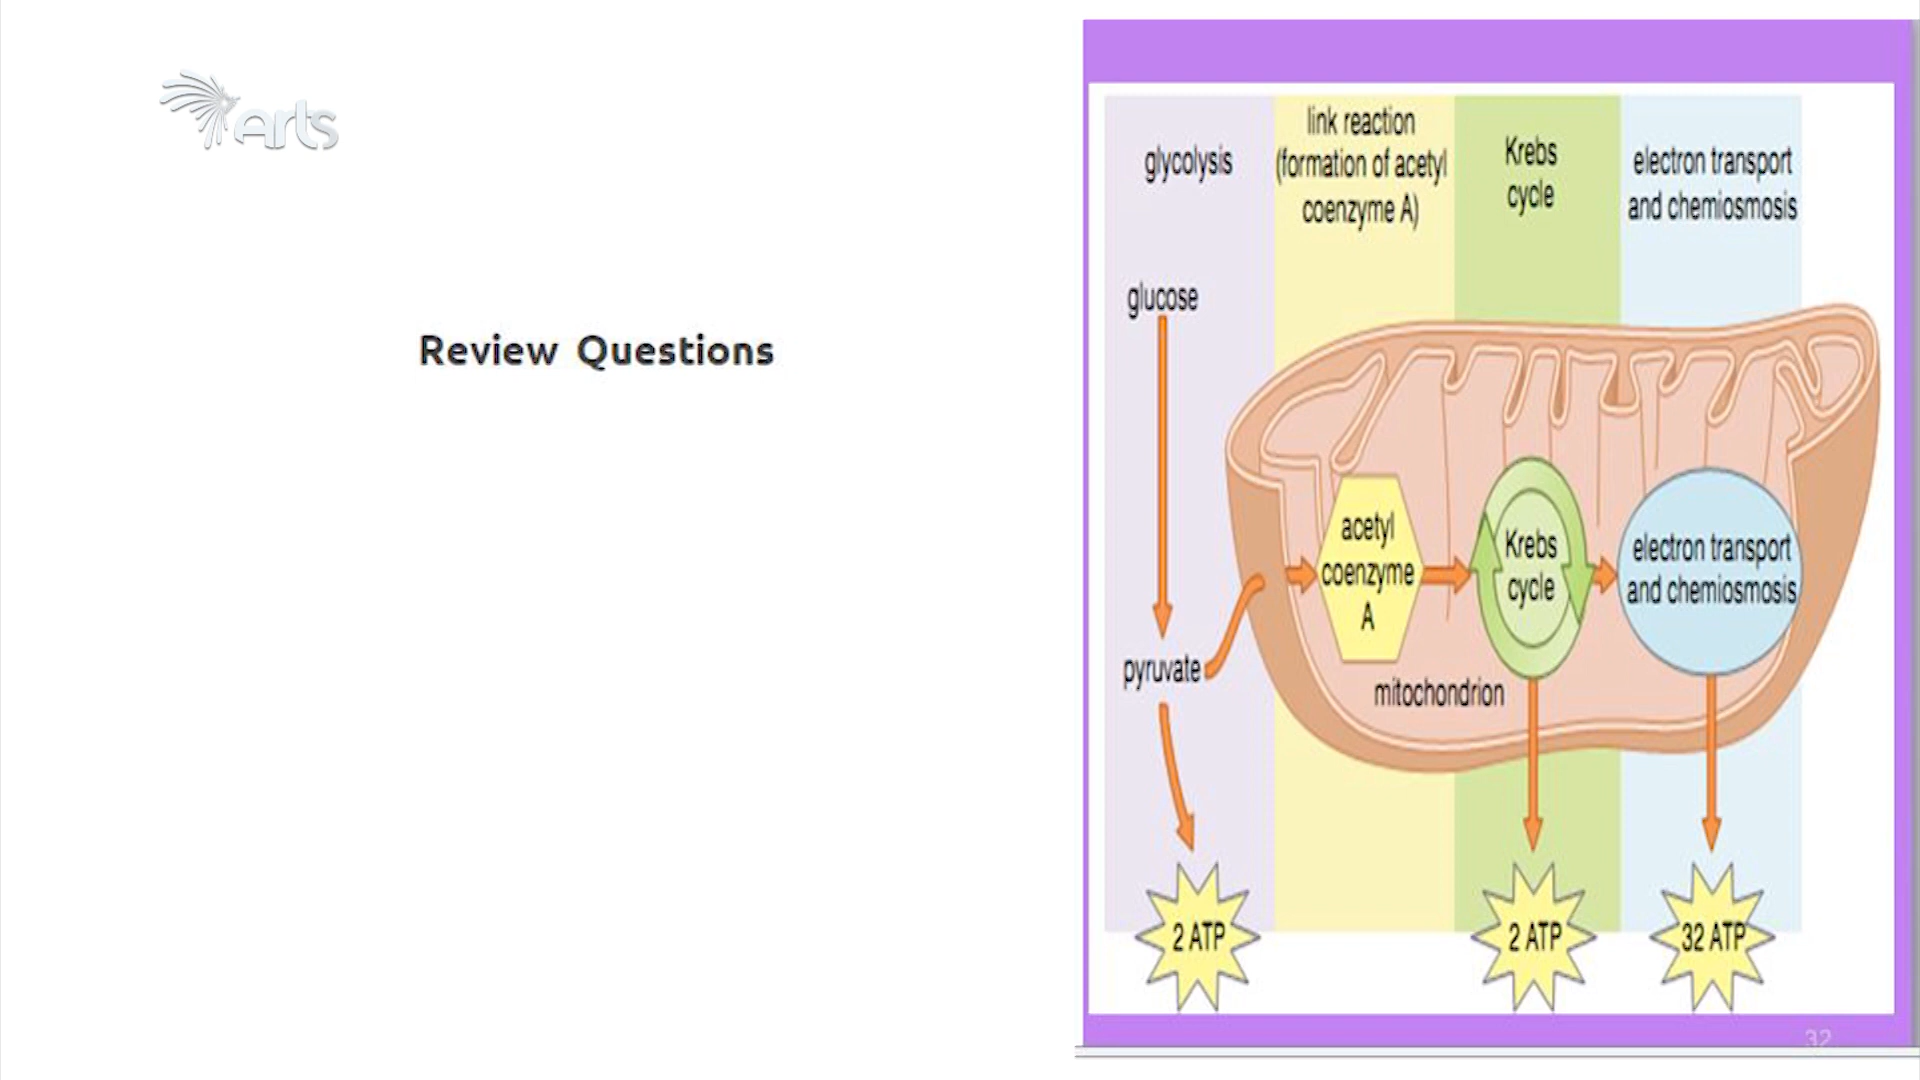 Arts
Review Questions
glycolysis
link reaction
(formation of acetyl
coenzyme A)
Krebs
cycle
electron transport
and chemiosmosis
glucose
acetyl
coenzyme
A
Krebs
cycle
electron transport
and chemiosmosis
pyruvate
mitochondrion
2 ATP
2 ATP
32 ATP
32